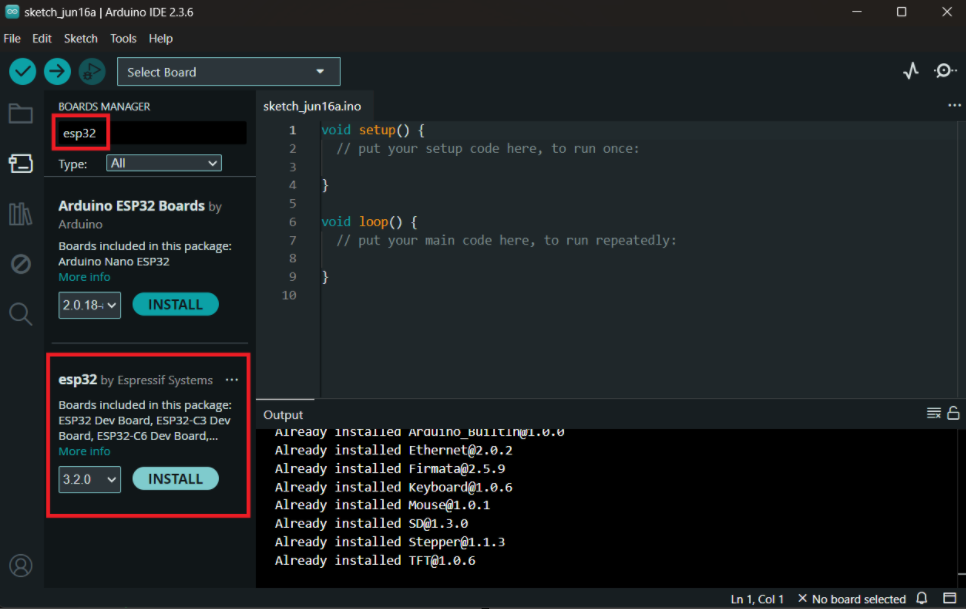 sketch_jun16a | Arduino IDE 2.3.6
File Edit Sketch Tools Help
Select Board
BOARDS MANAGER
esp32
Type: All
Arduino ESP32 Boards by
Arduino
Boards included in this package:
Arduino Nano ESP32
More info
2.0.18- INSTALL
esp32 by Espressif Systems ...
Boards included in this package:
ESP32 Dev Board, ESP32-C3 Dev
Board, ESP32-C6 Dev Board,...
More info
3.2.0 INSTALL
sketch_jun16a.ino
1 void setup() {
2 // put your setup code here, to run once:
3
4 }
5
6 void loop() {
7 // put your main code here, to run repeatedly:
8
9 }
10
Output
Already installed Arduino_BuiltIn@1.0.0
Already installed Ethernet@2.0.2
Already installed Firmata@2.5.9
Already installed Keyboard@1.0.6
Already installed Mouse@1.0.1
Already installed SD@1.3.0
Already installed Stepper@1.1.3
Already installed TFT@1.0.6
Ln 1, Col 1 × No board selected